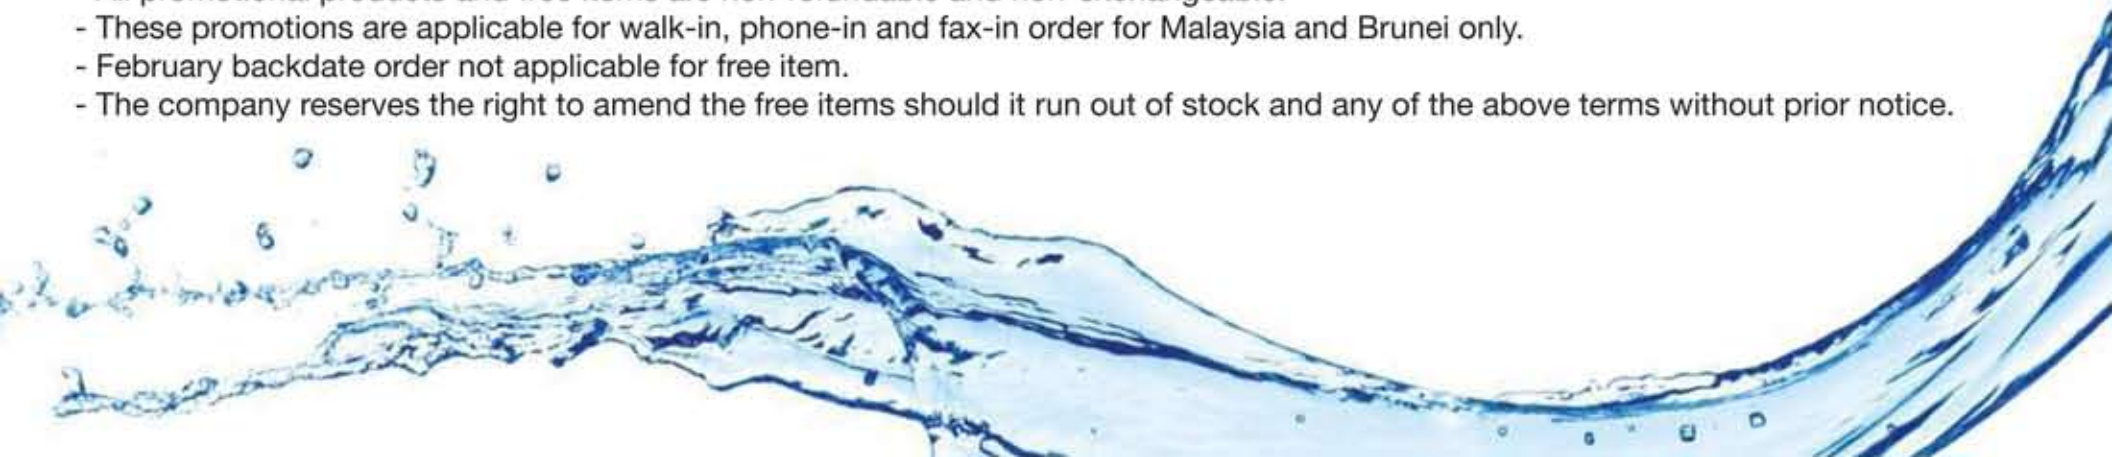 - These promotions are applicable for walk-in, phone-in and fax-in order for Malaysia and Brunei only.
- February backdate order not applicable for free item.
- The company reserves the right to amend the free items should it run out of stock and any of the above terms without prior notice.